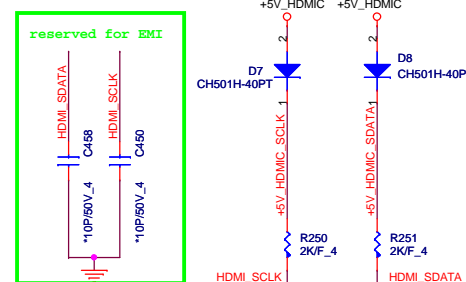 +5V_HDMIC
+5V_HDMIC
reserved for EMI
HDMI_SDATA
HDMI_SCLK
C458
C450
*10P/50V_4
*10P/50V_4
2
2
D7
CH501H-40PT
D8
CH501H-40P
1
1
+5V_HDMIC_SCLK
+5V_HDMIC_SDATA
R250
2K/F_4
R251
2K/F_4
HDMI_SCLK
HDMI_SDATA